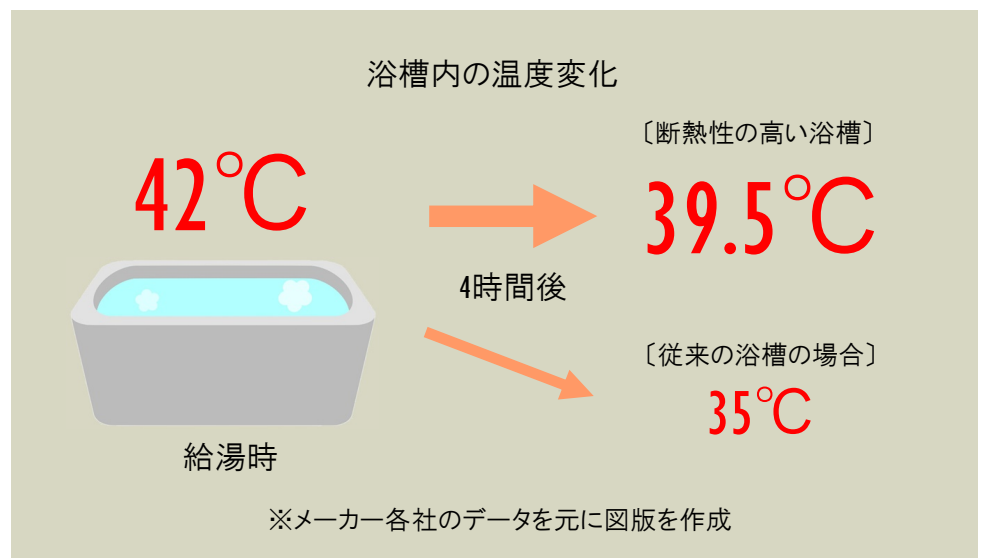 浴槽内の温度変化
42℃
給湯時
4時間後
〔断熱性の高い浴槽〕
39.5℃
〔従来の浴槽の場合〕
35℃
※メーカー各社のデータを元に図版を作成